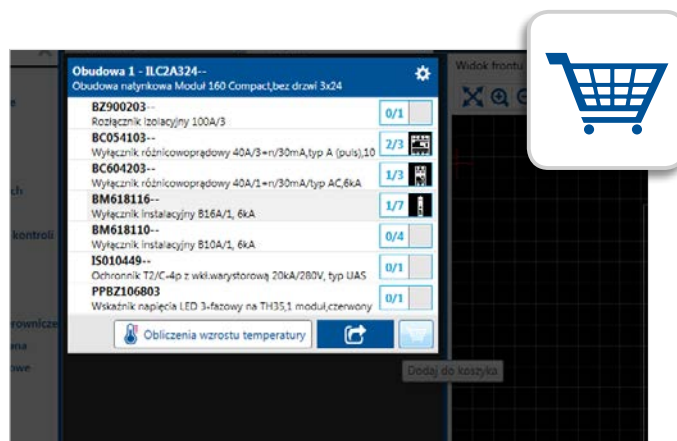 Obudowa 1 - ILC2A324--
Obudowa natynkowa Moduł 160 Compact,bez drzwi 3x24
Widok frontu
BZ900203--
Rozłącznik izolacyjny 100A/3
0/1
BC054103--
Wyłącznik różnicowoprądowy 40A/3+n/30mA,typ A (puls),10
2/3
BC604203--
Wyłącznik różnicowoprądowy 40A/1+n/30mA/typ AC,6kA
1/3
BM618116--
Wyłącznik instalacyjny B16A/1, 6kA
1/7
BM618110--
Wyłącznik instalacyjny B10A/1, 6kA
0/4
IS010449--
Ochronnik T2/C-4p z wkł.warystorową 20kA/280V, typ UAS
0/1
PPBZ106803
Wskaźnik napięcia LED 3-fazowy na TH35,1 moduł,czerwony
0/1
Obliczenia wzrostu temperatury
Dodaj do koszyka
ch
kontroli
rownicze
ena
owe